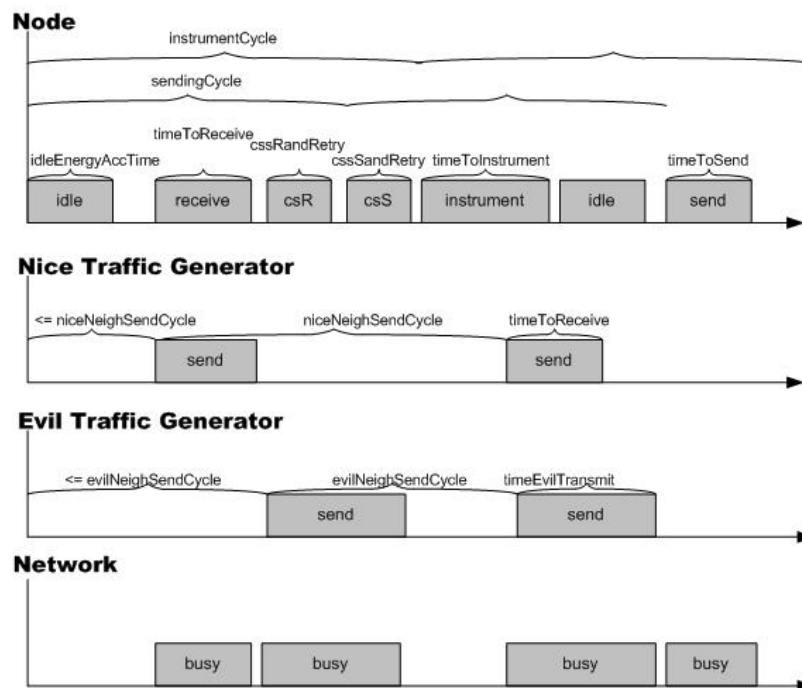 Node
instrumentCycle
sendingCycle
timeToReceive
cssRandRetry
idleEnergyAccTime
cssSandRetry
timeToInstrument
timeToSend
idle
receive
csR
csS
instrument
idle
send
Nice Traffic Generator
<= niceNeighSendCycle
niceNeighSendCycle
timeToReceive
send
send
Evil Traffic Generator
<= evilNeighSendCycle
evilNeighSendCycle
timeEvilTransmit
send
send
Network
busy
busy
busy
busy